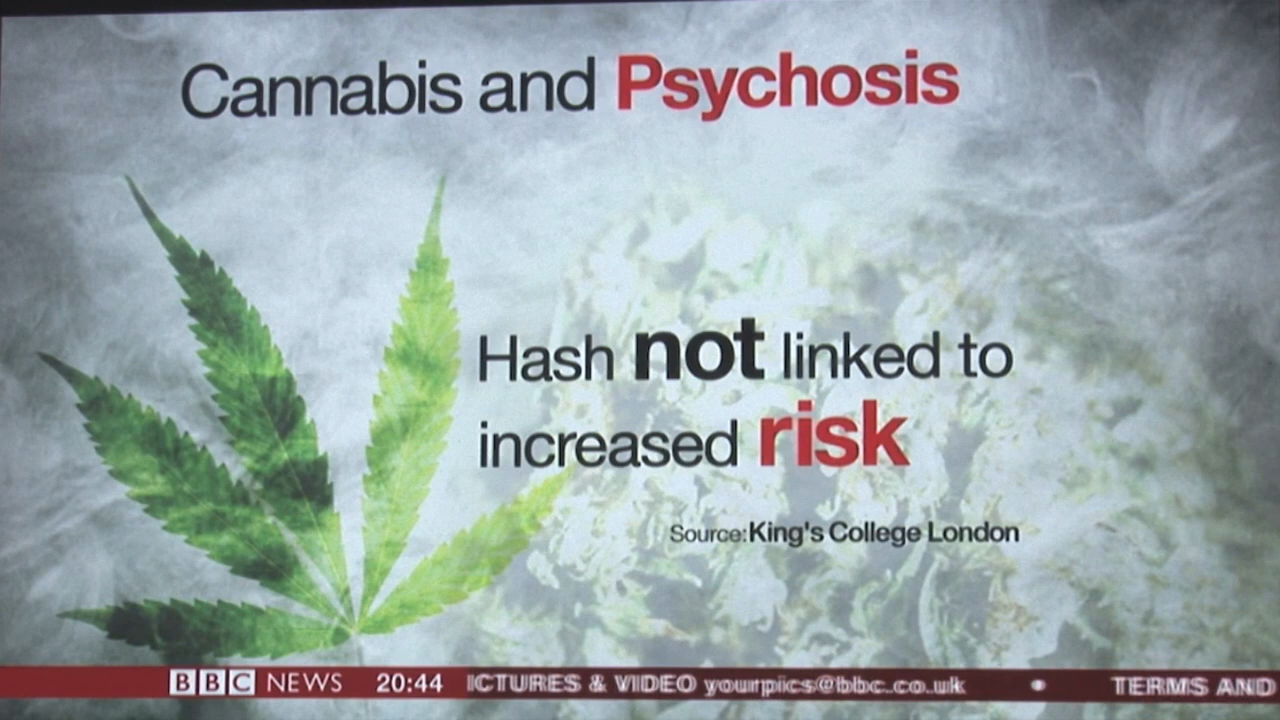 Cannabis and Psychosis
Hash not linked to
increased risk
Source:King's College London
BBC NEWS 20:44 ICTURES & VIDEO yourpics@bbc.co.uk • TERMS AND